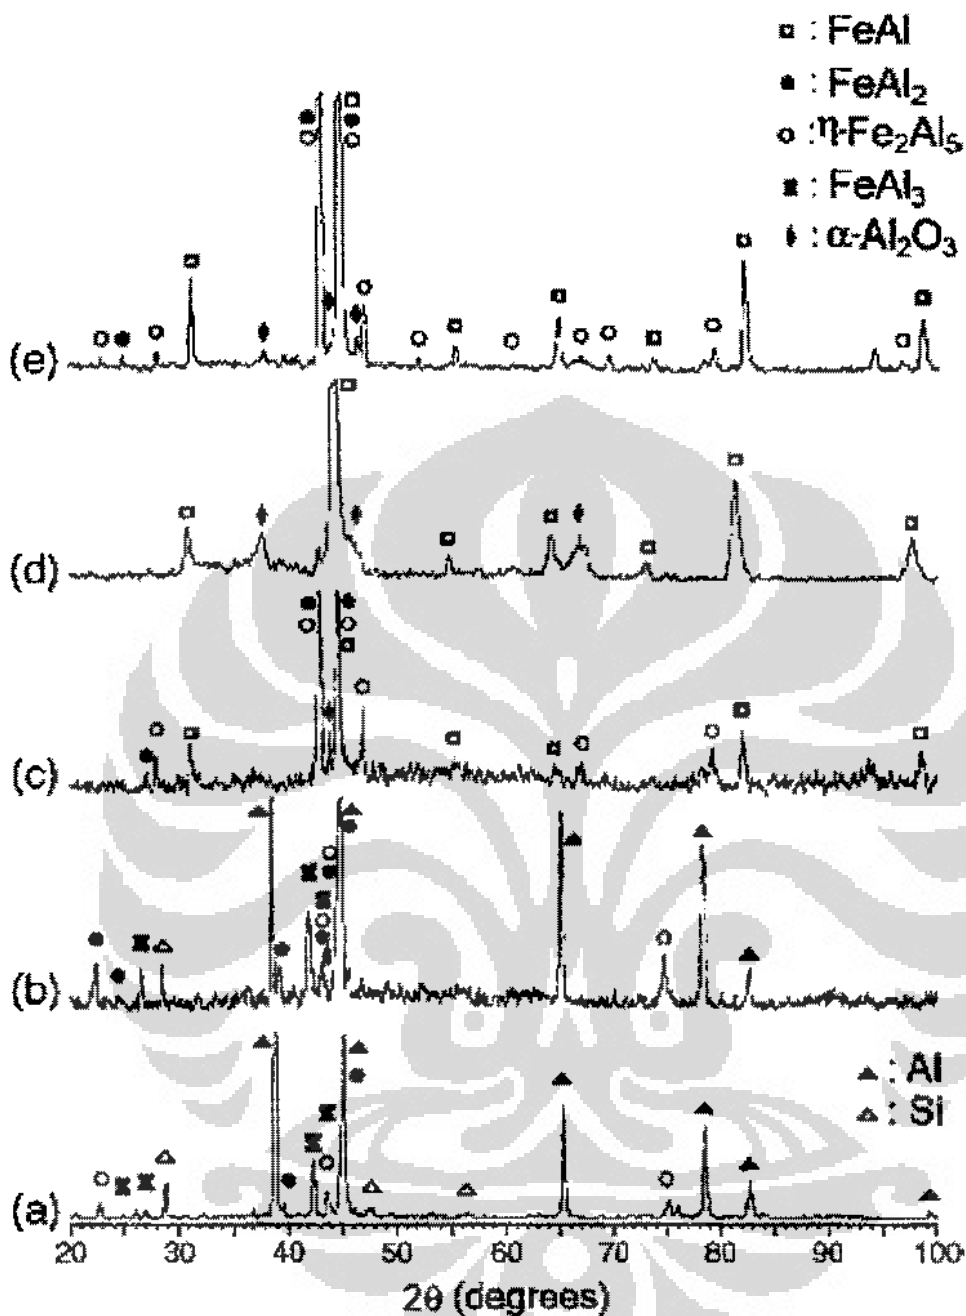 : FeAl
: FeAl₂
: η-Fe₂Al₅
: FeAl₃
: α-Al₂O₃
(e)
(d)
(c)
(b)
: Al
: Si
(a)
20 30 40 50 60 70 80 90 100
2θ (degrees)